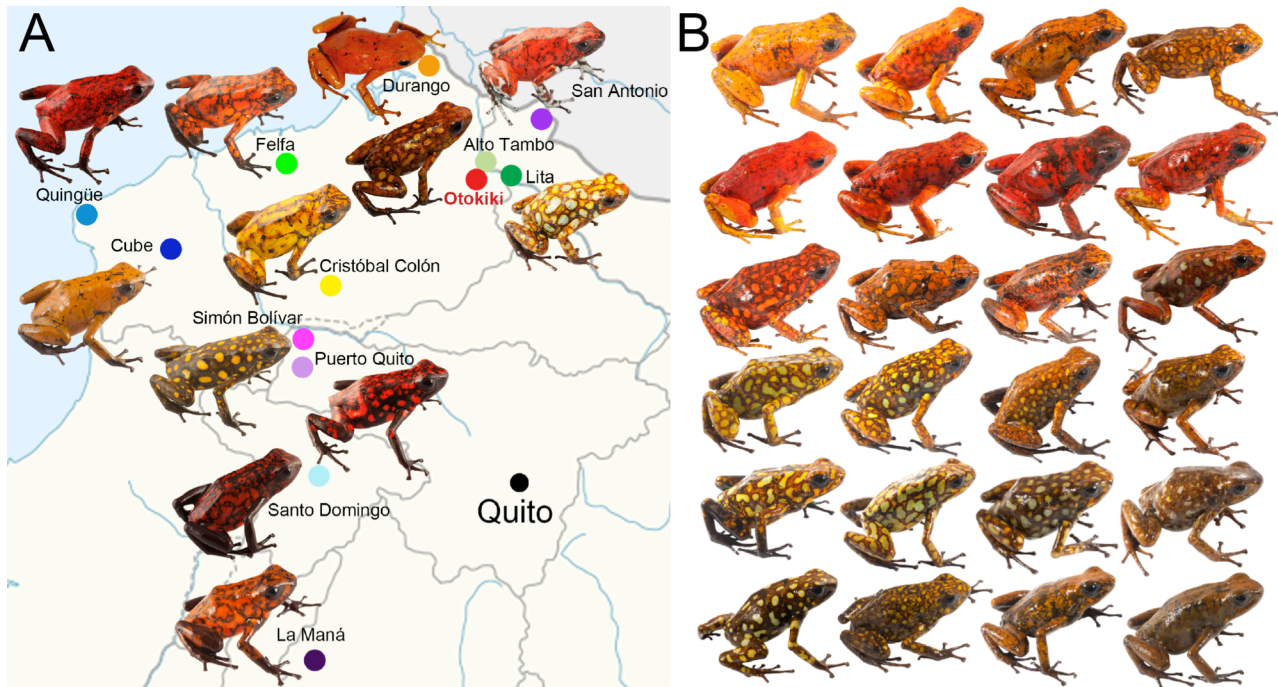 A
B
Durango
San Antonio
Felfa
Alto Tambo
Lita
Otokiki
Quingüe
Cube
Cristóbal Colón
Simón Bolívar
Puerto Quito
Santo Domingo
Quito
La Maná